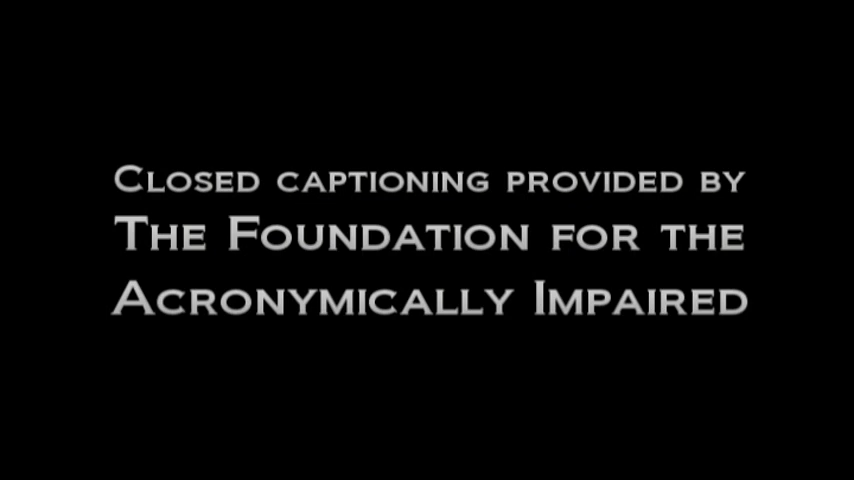 Closed captioning provided by
The Foundation for the
Acronymically Impaired